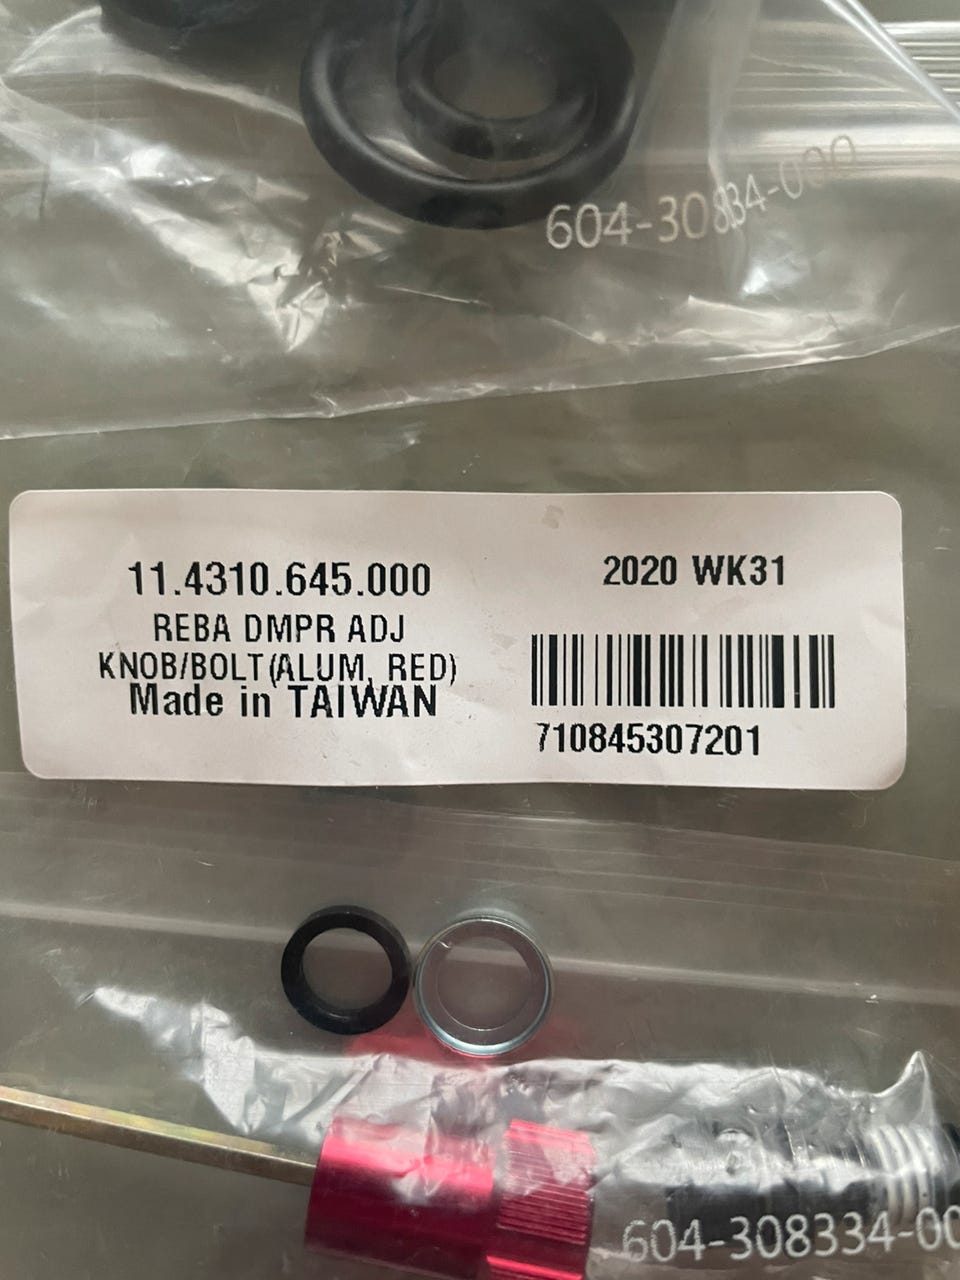 604-308334-000
11.4310.645.000
REBA DMPR ADJ
KNOB/BOLT(ALUM, RED)
Made in TAIWAN
2020 WK31
710845307201
604-308334-00